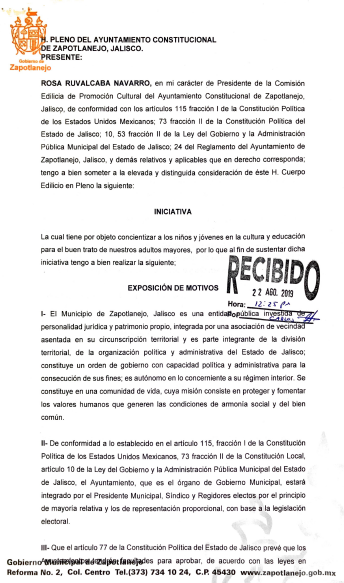 H. PLENO DEL AYUNTAMIENTO CONSTITUCIONAL
DE ZAPOTLANEJO, JALISCO.
PRESENTE:
Gobierno de
Zapotlanejo
ROSA RUVALCABA NAVARRO, en mi carácter de Presidente de la Comisión
Edilicia de Promoción Cultural del Ayuntamiento Constitucional de Zapotlanejo,
Jalisco, de conformidad con los artículos 115 fracción I de la Constitución Política
de los Estados Unidos Mexicanos; 73 fracción II de la Constitución Política del
Estado de Jalisco; 10, 53 fracción II de la Ley del Gobierno y la Administración
Pública Municipal del Estado de Jalisco; 24 del Reglamento del Ayuntamiento de
Zapotlanejo, Jalisco, y demás relativos y aplicables que en derecho corresponda;
tengo a bien someter a la elevada y distinguida consideración de éste H. Cuerpo
Edilicio en Pleno la siguiente:
INICIATIVA
La cual tiene por objeto concientizar a los niños y jóvenes en la cultura y educación
para el buen trato de nuestros adultos mayores, por lo que al fin de sustentar dicha
iniciativa tengo a bien realizar la siguiente;
RECIBIDO
22 AGO. 2019
Hora: 12:25 pm
Por:
EXPOSICIÓN DE MOTIVOS
I- El Municipio de Zapotlanejo, Jalisco es una entidad pública investida de
personalidad jurídica y patrimonio propio, integrada por una asociación de vecindad
asentada en su circunscripción territorial y es parte integrante de la división
territorial, de la organización política y administrativa del Estado de Jalisco;
constituye un orden de gobierno con capacidad política y administrativa para la
consecución de sus fines; es autónomo en lo concerniente a su régimen interior. Se
constituye en una comunidad de vida, cuya misión consiste en proteger y fomentar
los valores humanos que generan las condiciones de armonía social y del bien
común.
II- De conformidad a lo establecido en el artículo 115, fracción I de la Constitución
Política de los Estados Unidos Mexicanos, 73 fracción II de la Constitución Local,
artículo 10 de la Ley del Gobierno y la Administración Pública Municipal del Estado
de Jalisco, el Ayuntamiento, que es el órgano de Gobierno Municipal, estará
integrado por el Presidente Municipal, Síndico y Regidores electos por el principio
de mayoría relativa y los de representación proporcional, con base a la legislación
electoral.
III- Que el artículo 77 de la Constitución Política del Estado de Jalisco prevé que los
para aprobar, de acuerdo con las leyes en
Gobierno Municipal de Zapotlanejo
Reforma No. 2, Col. Centro Tel.(373) 734 10 24, C.P. 45430 www.zapotlanejo.gob.mx